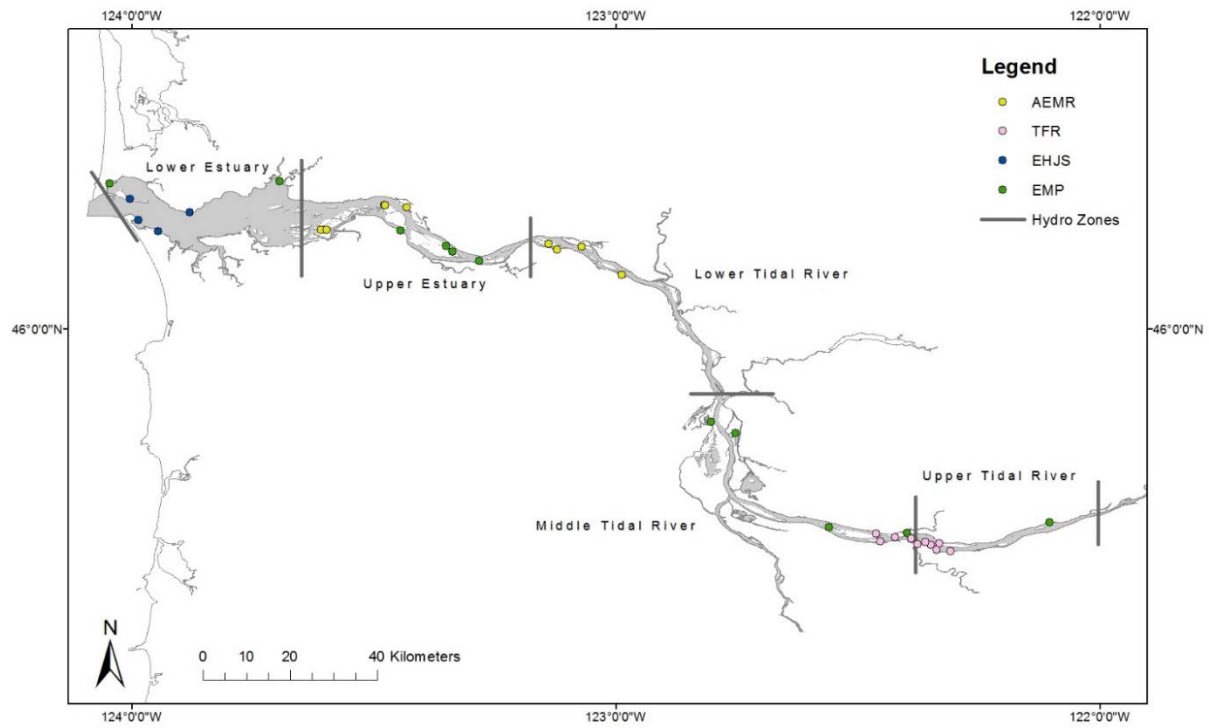 124°0'0"W
123°0'0"W
122°0'0"W
Legend
AEMR
TFR
EHJS
EMP
Hydro Zones
Lower Estuary
Upper Estuary
Lower Tidal River
46°0'0"N
46°0'0"N
Upper Tidal River
Middle Tidal River
N
0 10 20 40 Kilometers
124°0'0"W
123°0'0"W
122°0'0"W